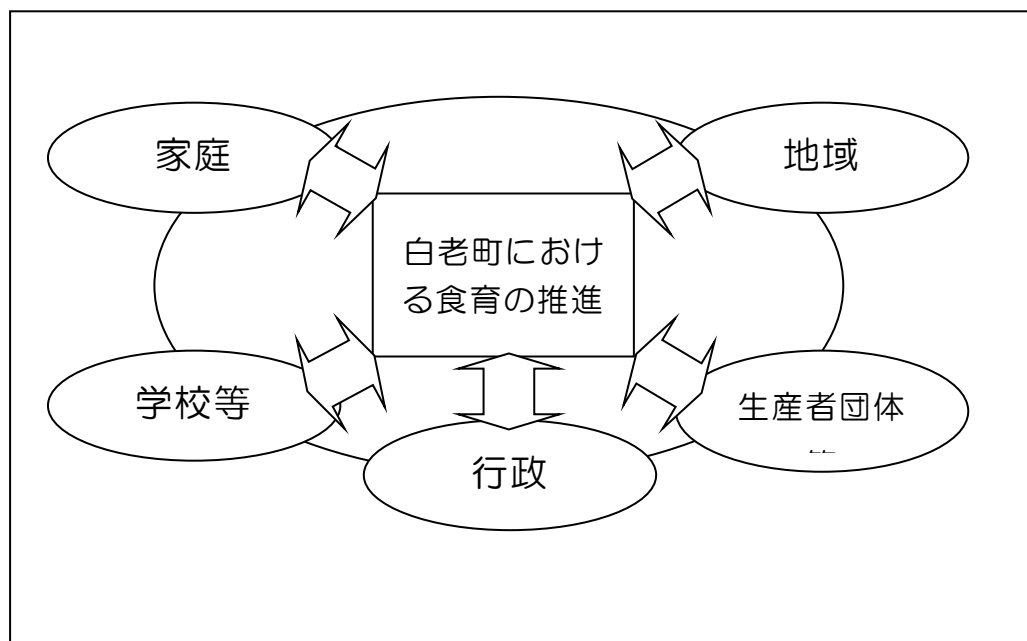 家庭
地域
白老町におけ
る食育の推進
学校等
生産者団体
行政